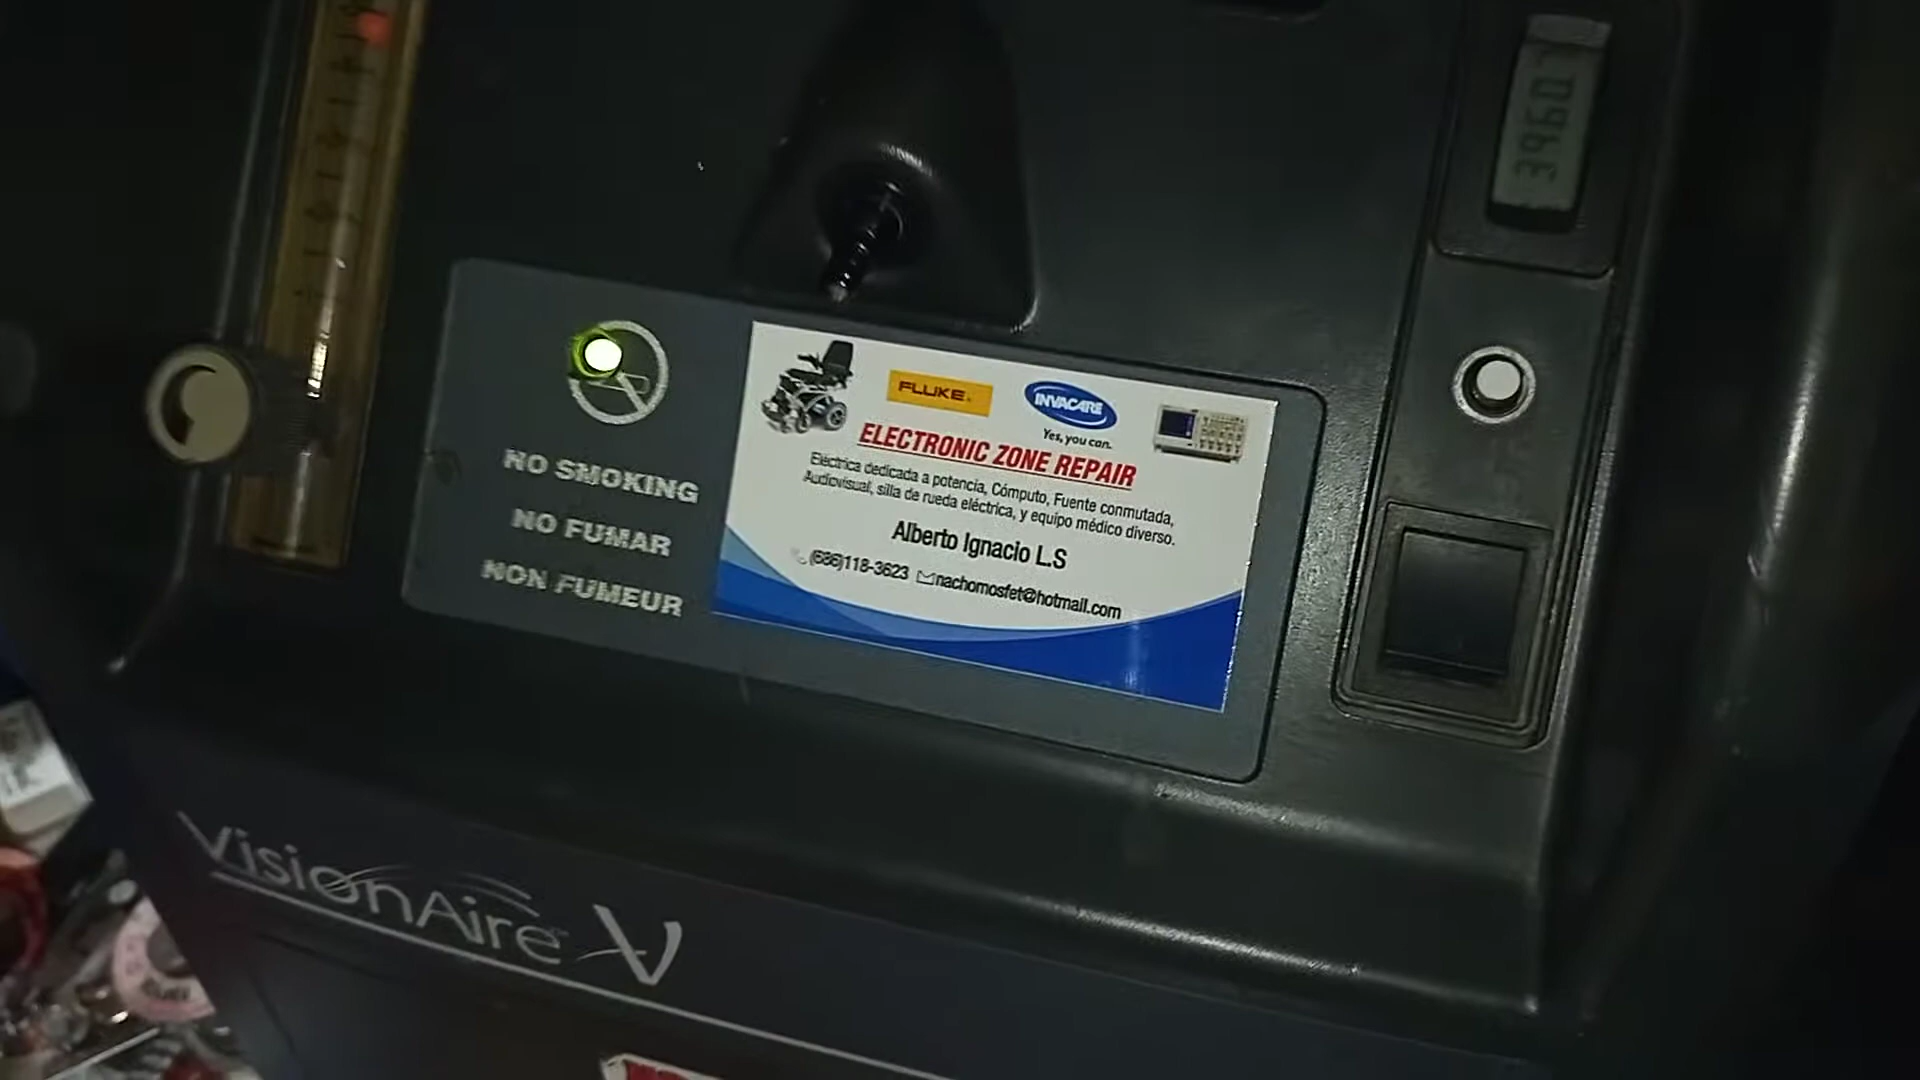 39607
NO SMOKING
NO FUMAR
NON FUMEUR
FLUKE
INVACARE
Yes, you can.
ELECTRONIC ZONE REPAIR
Eléctrica dedicada a potencia, Cómputo, Fuente conmutada,
Audiovisual, silla de rueda eléctrica, y equipo médico diverso.
Alberto Ignacio L.S
(686)118-3623 nachomosfet@hotmail.com
VisionAire V